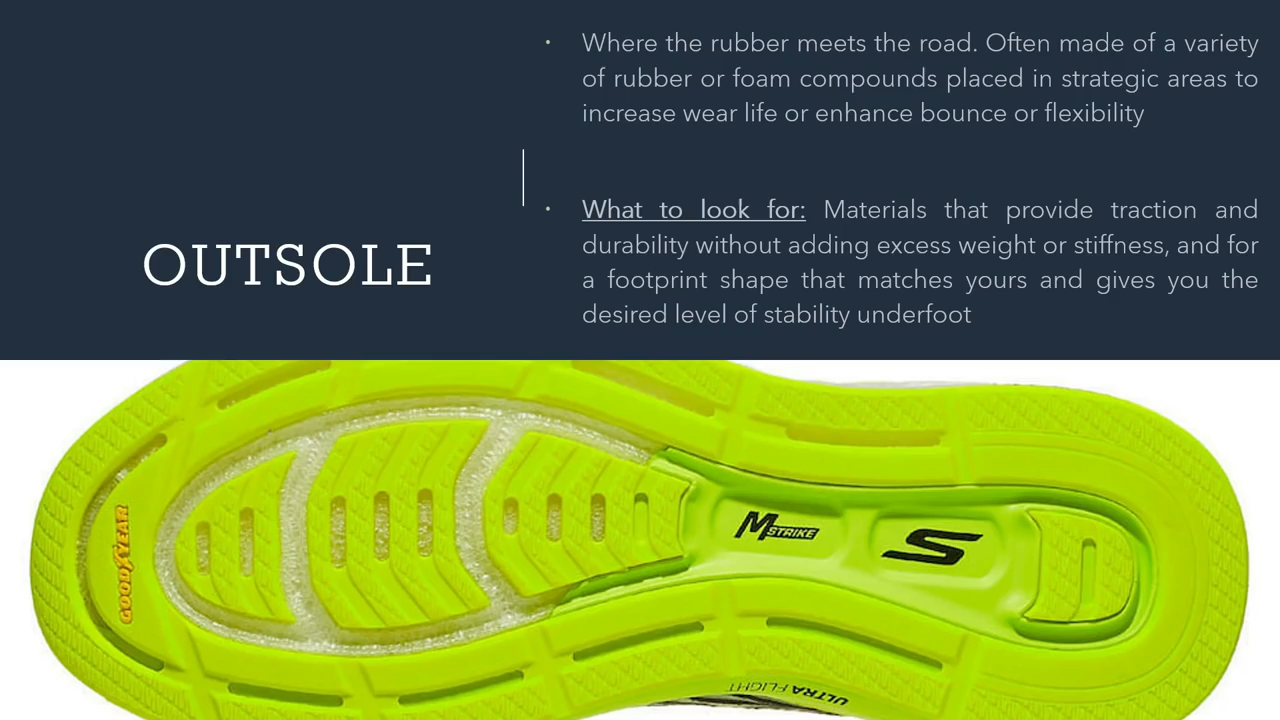 OUTSOLE
• Where the rubber meets the road. Often made of a variety
of rubber or foam compounds placed in strategic areas to
increase wear life or enhance bounce or flexibility
• What to look for: Materials that provide traction and
durability without adding excess weight or stiffness, and for
a footprint shape that matches yours and gives you the
desired level of stability underfoot
GOODYEAR
M STRIKE
S
ULTRA FLIGHT